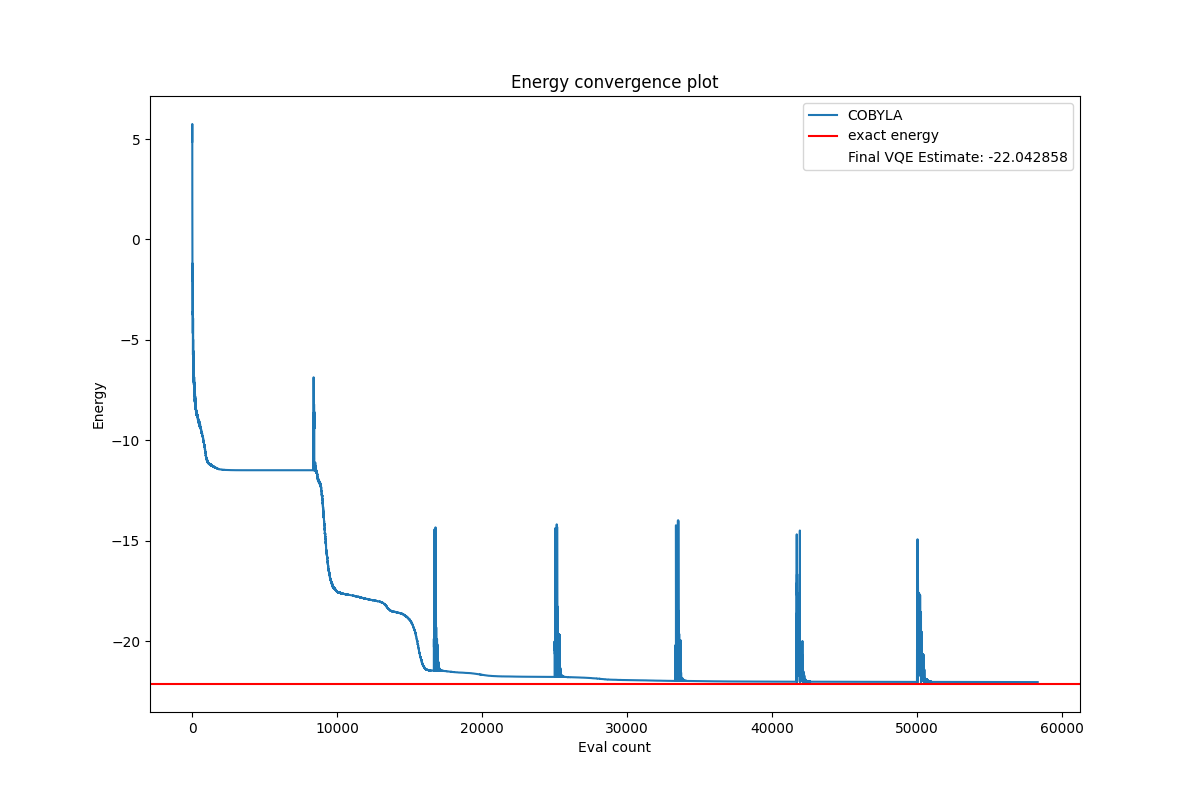 Energy convergence plot
COBYLA
exact energy
Final VQE Estimate: -22.042858
5
0
−5
−10
−15
−20
Energy
0
10000
20000
30000
40000
50000
60000
Eval count